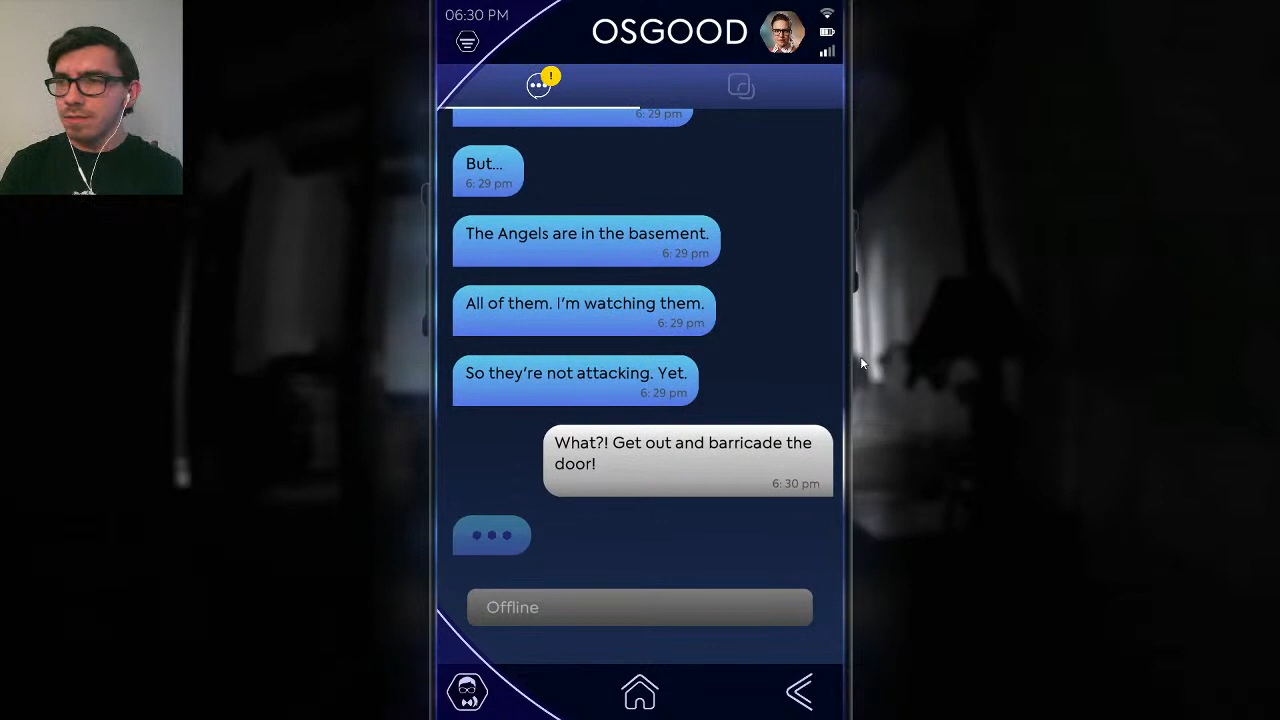 06:30 PM
OSGOOD
!
6: 29 pm
But...
6: 29 pm
The Angels are in the basement.
6: 29 pm
All of them. I'm watching them.
6: 29 pm
So they're not attacking. Yet.
6: 29 pm
What?! Get out and barricade the
door!
6: 30 pm
Offline